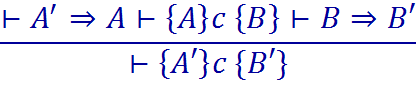 ⊢ A′ ⇒ A ⊢ {A} c {B} ⊢ B ⇒ B′
⊢ {A′} c {B′}